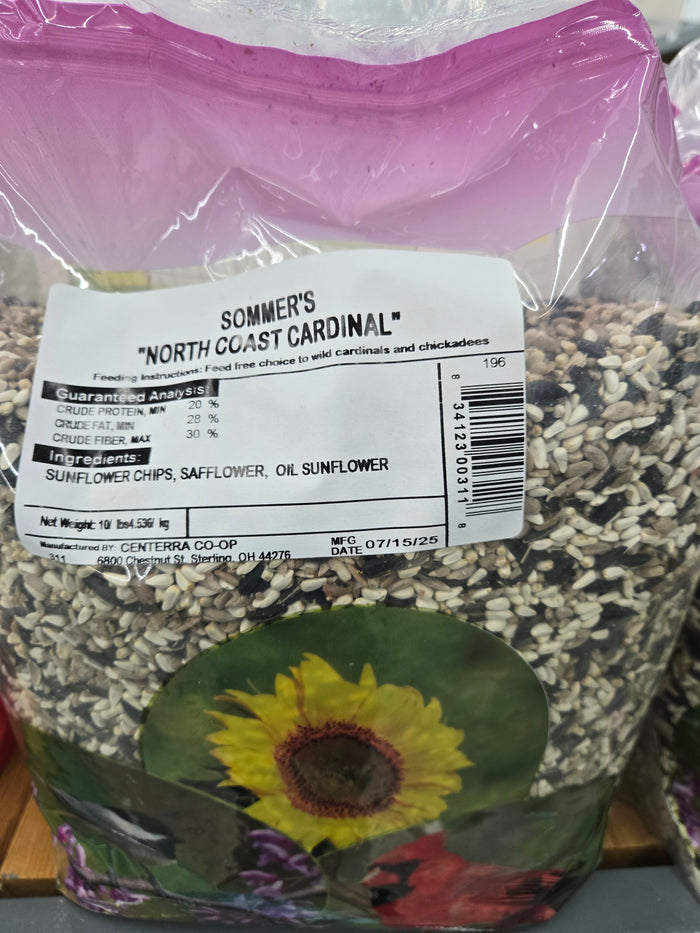 SOMMER'S
"NORTH COAST CARDINAL"
Feeding Instructions: Feed free choice to wild cardinals and chickadees
196
Guaranteed Analysis:
CRUDE PROTEIN, MIN 20 %
CRUDE FAT, MIN 28 %
CRUDE FIBER, MAX 30 %
Ingredients:
SUNFLOWER CHIPS, SAFFLOWER, OIL SUNFLOWER
8 34123 00311 8
Net Weight: 10/ lbs4.536/ kg
Manufactured BY: CENTERRA CO-OP
MFG DATE 07/15/25
311 6800 Chestnut St, Sterling, OH 44276